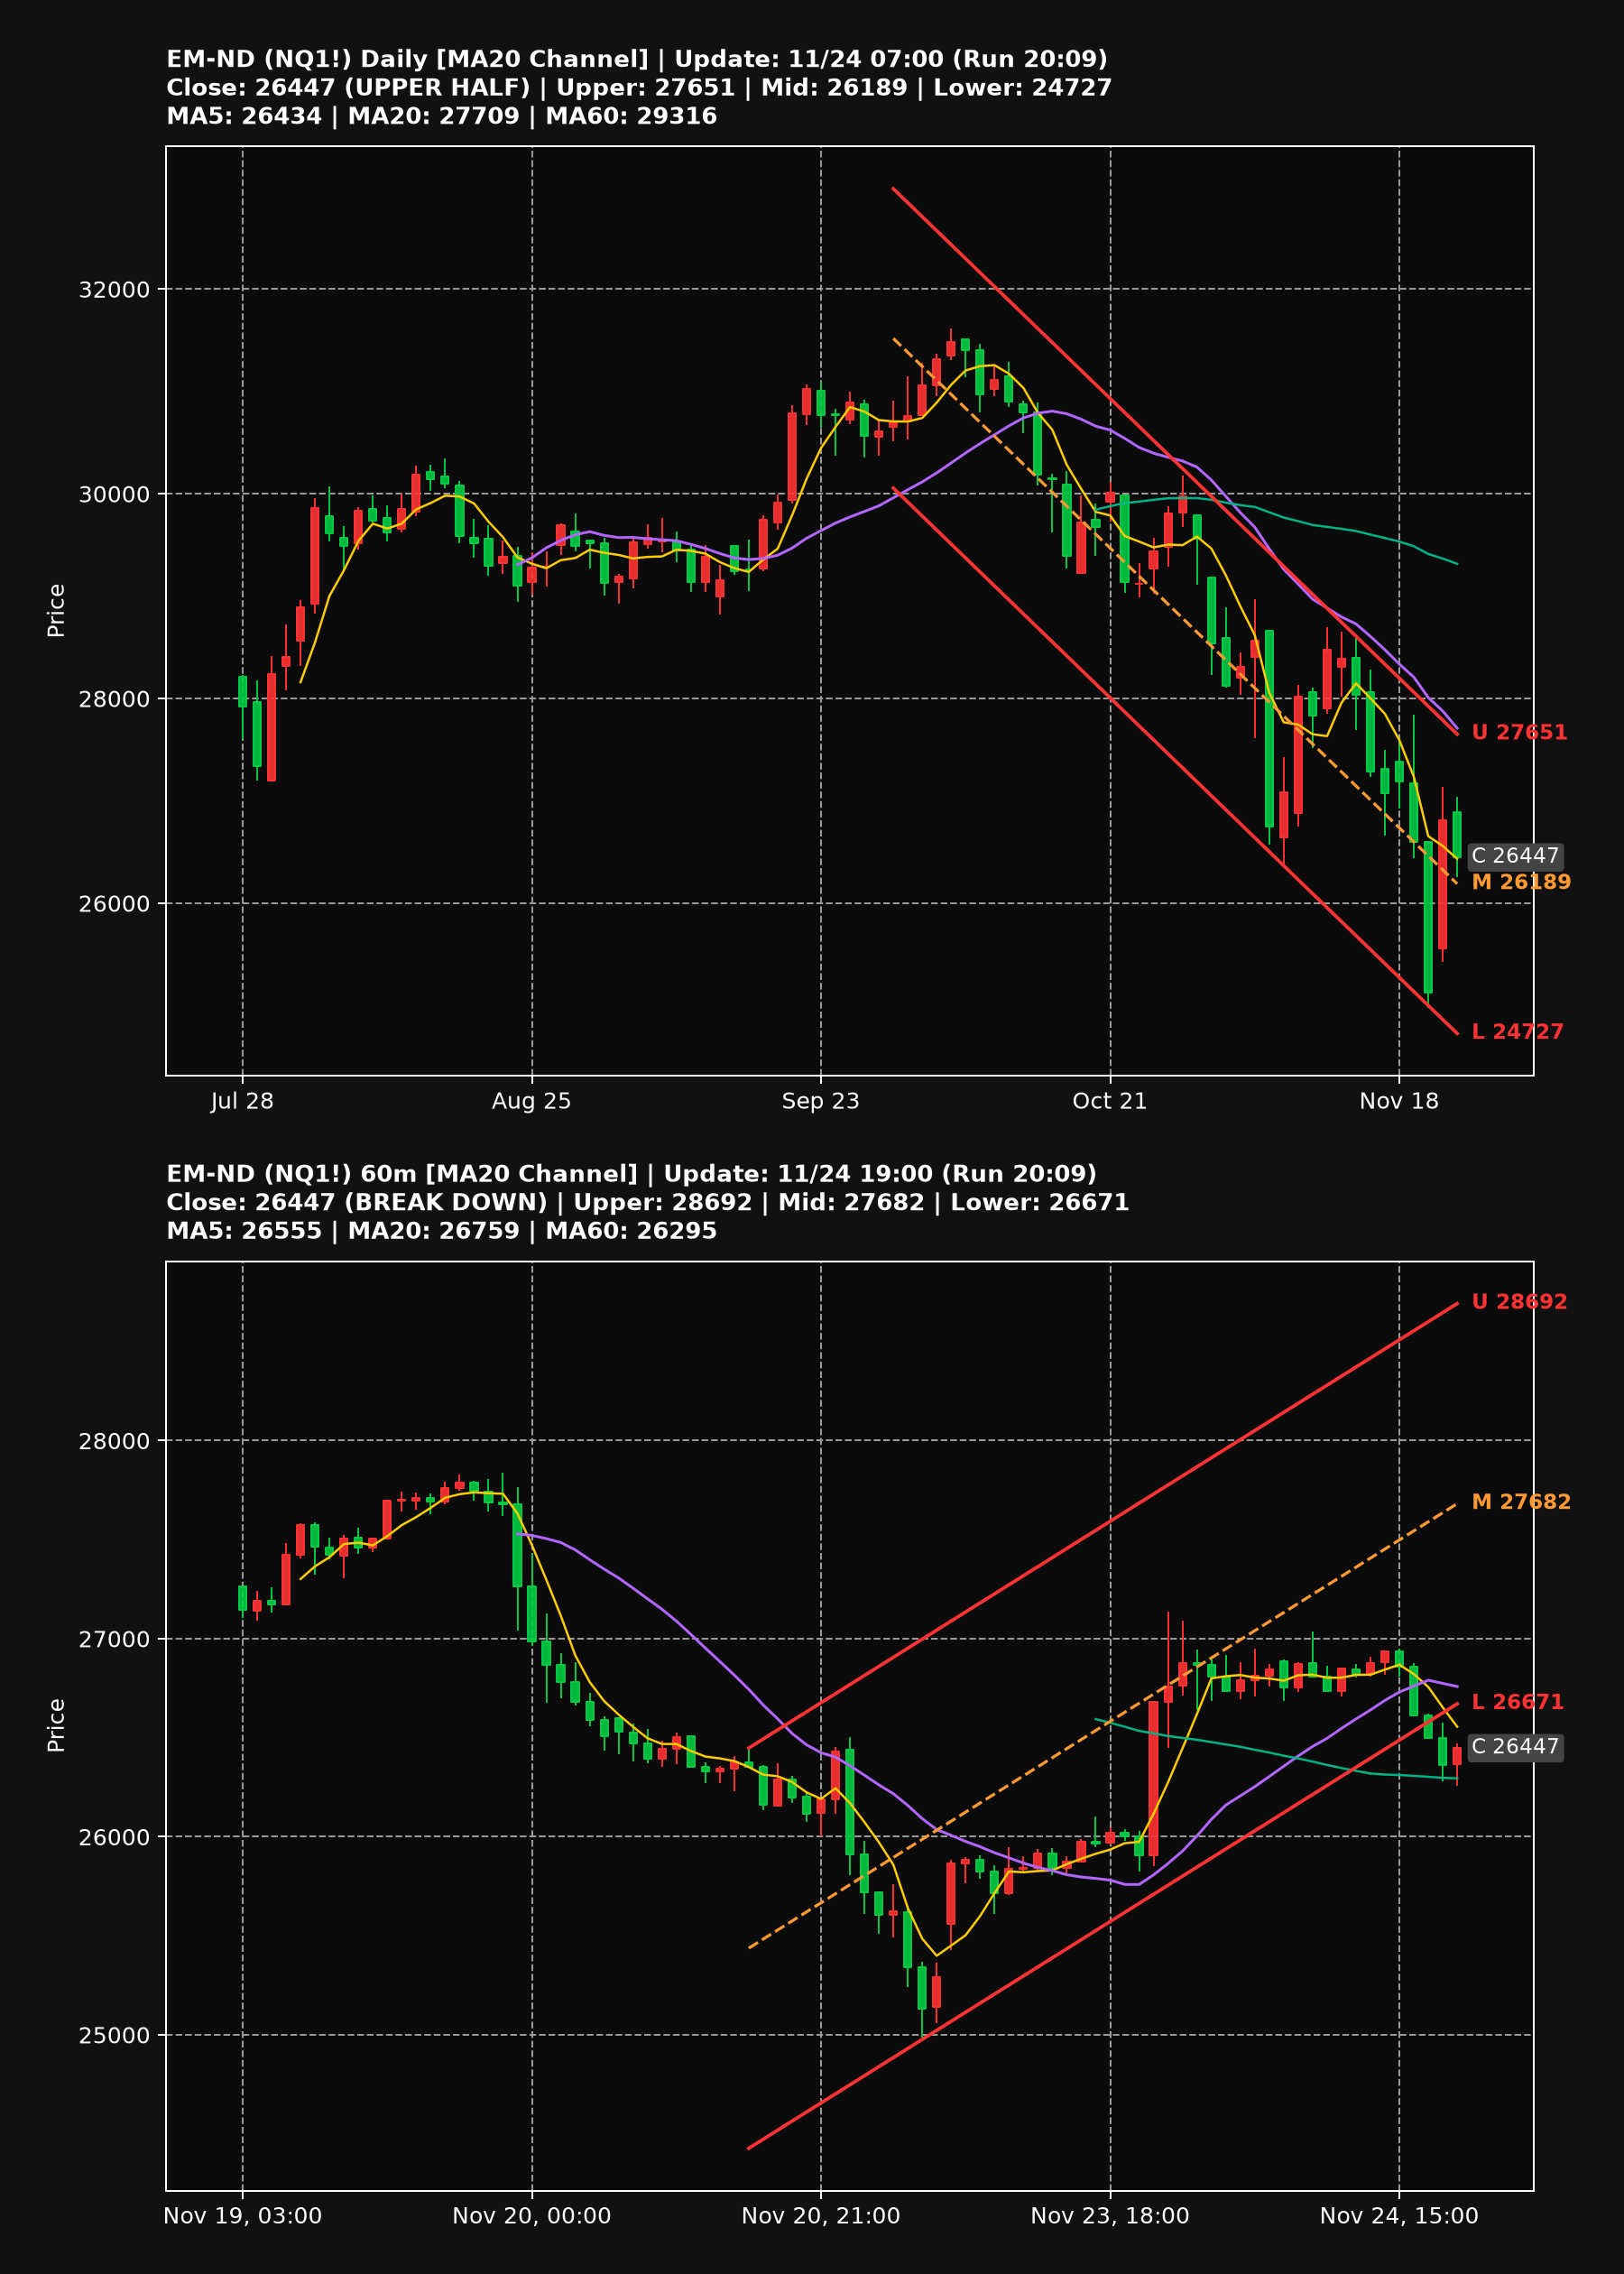 EM-ND (NQ1!) Daily [MA20 Channel] | Update: 11/24 07:00 (Run 20:09)
Close: 26447 (UPPER HALF) | Upper: 27651 | Mid: 26189 | Lower: 24727
MA5: 26434 | MA20: 27709 | MA60: 29316
Price
32000
30000
28000
26000
U 27651
C 26447
M 26189
L 24727
Jul 28
Aug 25
Sep 23
Oct 21
Nov 18
EM-ND (NQ1!) 60m [MA20 Channel] | Update: 11/24 19:00 (Run 20:09)
Close: 26447 (BREAK DOWN) | Upper: 28692 | Mid: 27682 | Lower: 26671
MA5: 26555 | MA20: 26759 | MA60: 26295
Price
28000
27000
26000
25000
U 28692
M 27682
L 26671
C 26447
Nov 19, 03:00
Nov 20, 00:00
Nov 20, 21:00
Nov 23, 18:00
Nov 24, 15:00